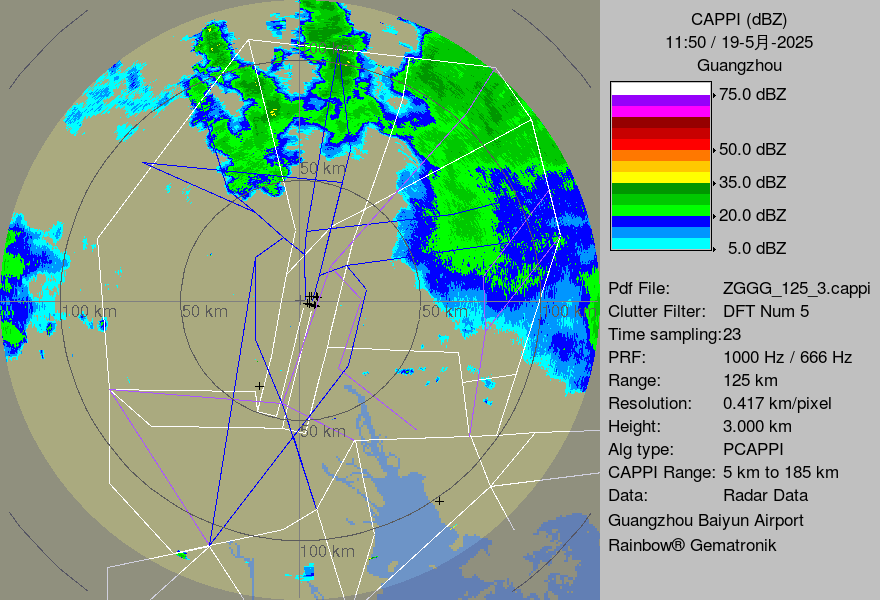 CAPPI (dBZ)
11:50 / 19-5月-2025
Guangzhou
75.0 dBZ
50.0 dBZ
35.0 dBZ
20.0 dBZ
5.0 dBZ
Pdf File: ZGGG_125_3.cappi
Clutter Filter: DFT Num 5
Time sampling:23
PRF: 1000 Hz / 666 Hz
Range: 125 km
Resolution: 0.417 km/pixel
Height: 3.000 km
Alg type: PCAPPI
CAPPI Range: 5 km to 185 km
Data: Radar Data
Guangzhou Baiyun Airport
Rainbow® Gematronik
100 km
50 km
100 km
50 km
50 km
100 km
50 km
100 km